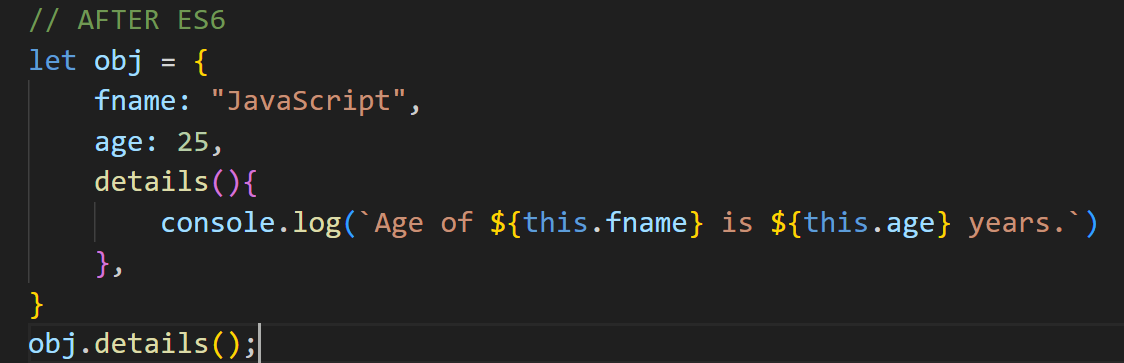 // AFTER ES6
let obj = {
    fname: "JavaScript",
    age: 25,
    details(){
        console.log(`Age of ${this.fname} is ${this.age} years.`)
    },
}
obj.details();